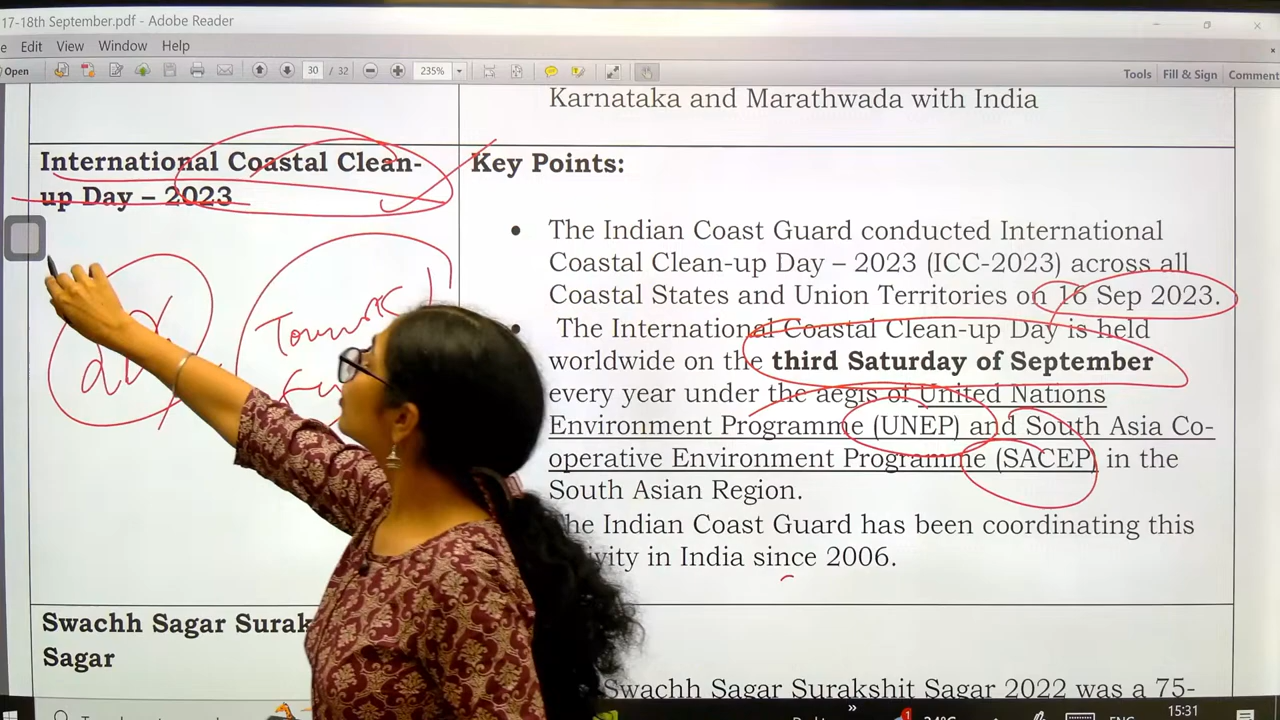 17-18th September.pdf - Adobe Reader
Edit View Window Help
Open 30 / 32 235% Tools Fill & Sign Comment
Karnataka and Marathwada with India
International Coastal Clean-
up Day – 2023
Key Points:
• The Indian Coast Guard conducted International
Coastal Clean-up Day – 2023 (ICC-2023) across all
Coastal States and Union Territories on 16 Sep 2023.
• The International Coastal Clean-up Day is held
worldwide on the third Saturday of September
every year under the aegis of United Nations
Environment Programme (UNEP) and South Asia Co-
operative Environment Programme (SACEP) in the
South Asian Region.
The Indian Coast Guard has been coordinating this
in India since 2006.
Swachh Sagar
Sagar
Swachh Sagar Surakshit Sagar 2022 was a 75-
15:31